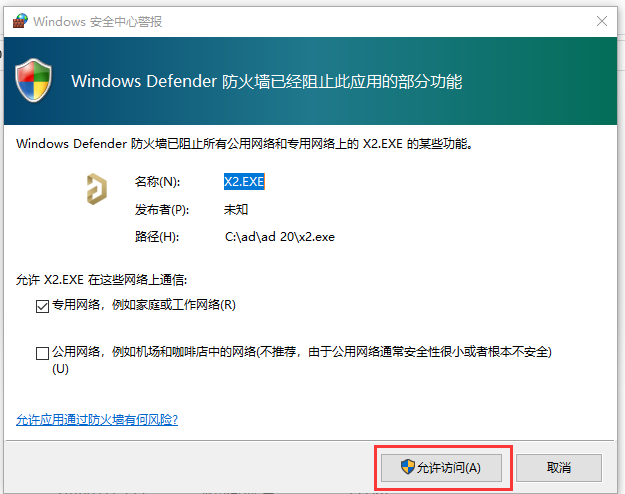 Windows 安全中心警报
Windows Defender 防火墙已经阻止此应用的部分功能
Windows Defender 防火墙已阻止所有公用网络和专用网络上的 X2.EXE 的某些功能。
名称(N): X2.EXE
发布者(P): 未知
路径(H): C:\ad\ad 20\x2.exe
允许 X2.EXE 在这些网络上通信:
专用网络，例如家庭或工作网络(R)
公用网络，例如机场和咖啡店中的网络(不推荐，由于公用网络通常安全性很小或者根本不安全)
(U)
允许应用通过防火墙有何风险?
允许访问(A) 取消